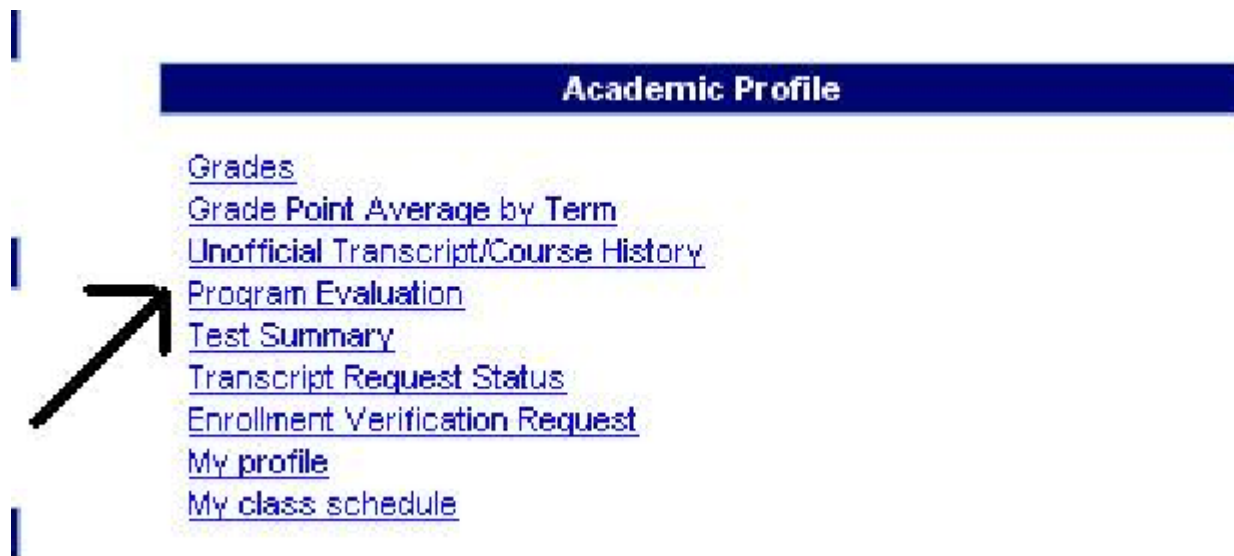 Academic Profile
Grades
Grade Point Average by Term
Unofficial Transcript/Course History
Program Evaluation
Test Summary
Transcript Request Status
Enrollment Verification Request
My profile
My class schedule